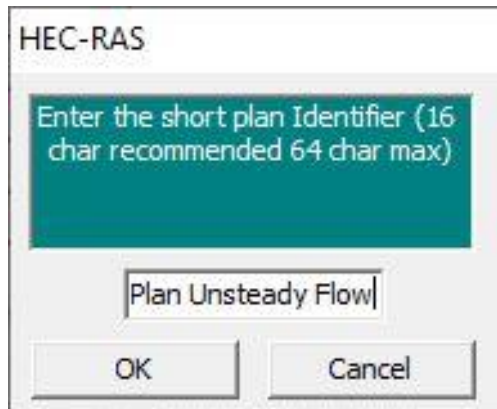 HEC-RAS
Enter the short plan Identifier (16
char recommended 64 char max)
Plan Unsteady Flow
OK
Cancel